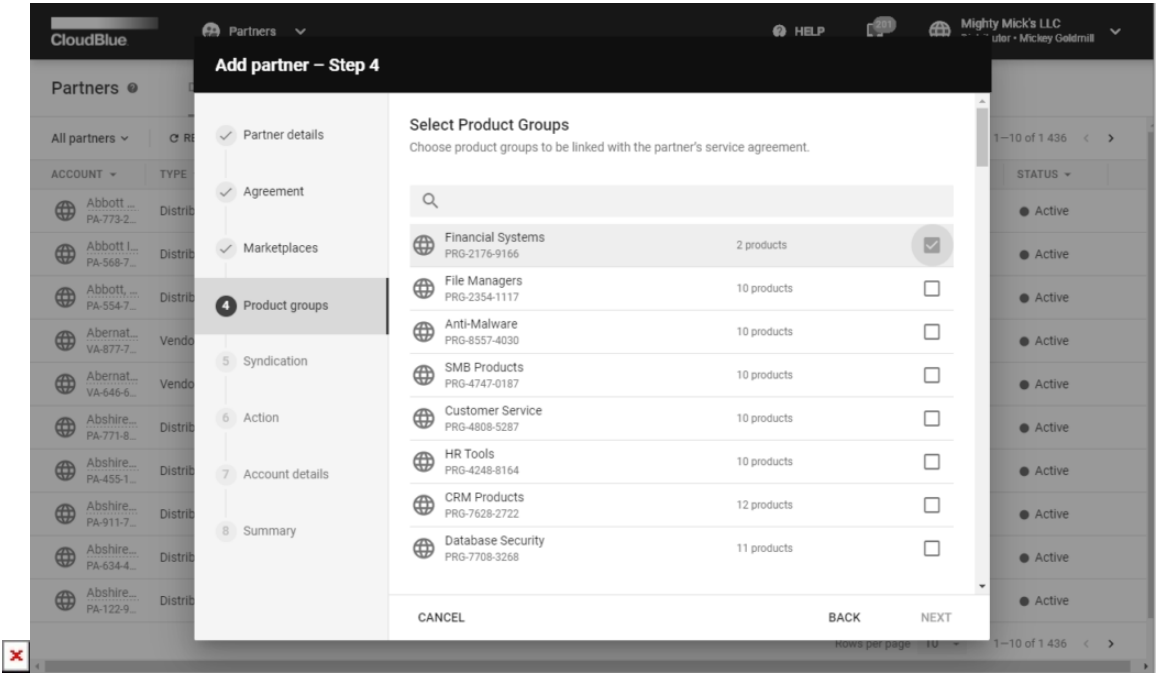 CloudBlue
Partners
HELP
201
Mighty Mick's LLC
Distributor • Mickey Goldmill
Add partner – Step 4
Partners
All partners
1–10 of 1 436
ACCOUNT
TYPE
STATUS
Abbott ...
PA-773-2...
Distrib
Active
Abbott I...
PA-568-7...
Distrib
Active
Abbott, ...
PA-554-7...
Distrib
Active
Abernat...
VA-877-7...
Vendo
Active
Abernat...
VA-646-6...
Vendo
Active
Abshire...
PA-771-8...
Distrib
Active
Abshire...
PA-455-1...
Distrib
Active
Abshire...
PA-911-7...
Distrib
Active
Abshire...
PA-634-4...
Distrib
Active
Abshire...
PA-122-9...
Distrib
Active
Partner details
Agreement
Marketplaces
4 Product groups
5 Syndication
6 Action
7 Account details
8 Summary
Select Product Groups
Choose product groups to be linked with the partner's service agreement.
Financial Systems
PRG-2176-9166
2 products
File Managers
PRG-2354-1117
10 products
Anti-Malware
PRG-8557-4030
10 products
SMB Products
PRG-4747-0187
10 products
Customer Service
PRG-4808-5287
10 products
HR Tools
PRG-4248-8164
10 products
CRM Products
PRG-7628-2722
12 products
Database Security
PRG-7708-3268
11 products
CANCEL
BACK
NEXT
Rows per page 10
1–10 of 1 436